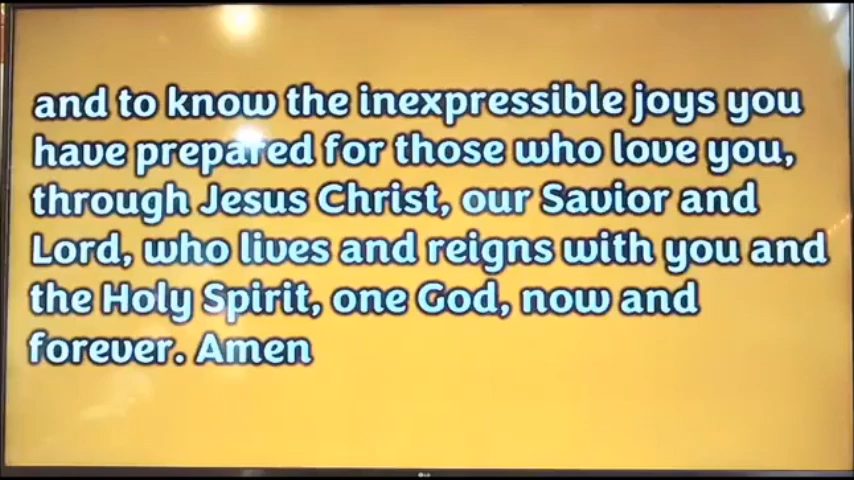 and to know the inexpressible joys you
have prepared for those who love you,
through Jesus Christ, our Savior and
Lord, who lives and reigns with you and
the Holy Spirit, one God, now and
forever. Amen
LG